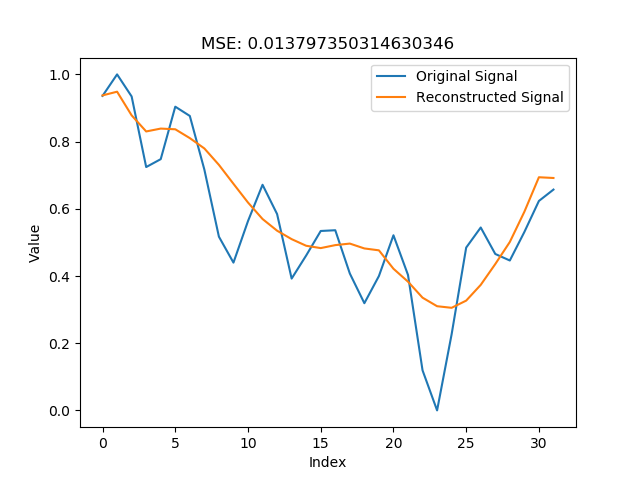 MSE: 0.013797350314630346
Original Signal
Reconstructed Signal
1.0
0.8
0.6
0.4
0.2
0.0
Value
0 5 10 15 20 25 30
Index